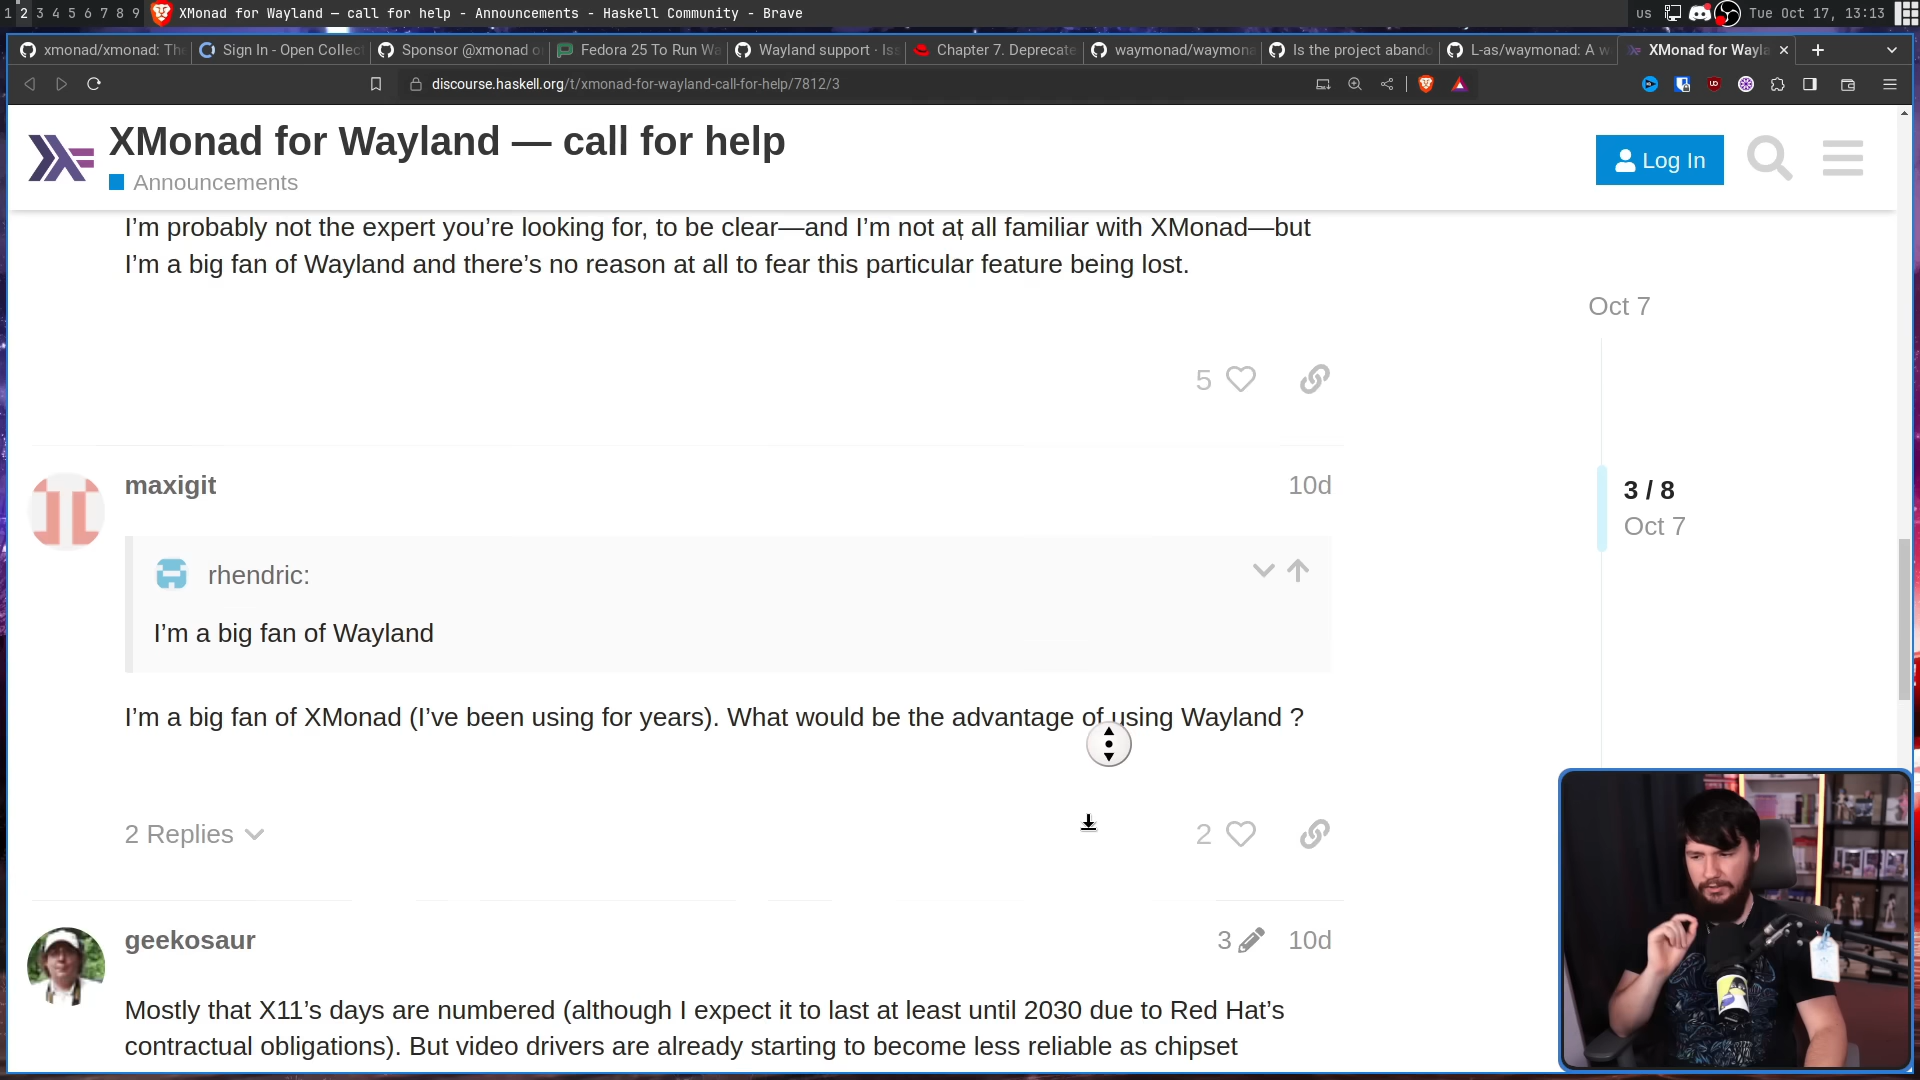 1 2 3 4 5 6 7 8 9 XMonad for Wayland — call for help - Announcements - Haskell Community - Brave us Tue Oct 17, 13:13
xmonad/xmonad: Th Sign In - Open Collec Sponsor @xmonad o Fedora 25 To Run Wa Wayland support · Is Chapter 7. Deprecate waymonad/waymona Is the project abando L-as/waymonad: A w XMonad for Wayla
discourse.haskell.org/t/xmonad-for-wayland-call-for-help/7812/3
XMonad for Wayland — call for help
Announcements
Log In
I’m probably not the expert you’re looking for, to be clear—and I’m not at all familiar with XMonad—but
I’m a big fan of Wayland and there’s no reason at all to fear this particular feature being lost.
Oct 7
5
maxigit 10d
3 / 8
Oct 7
rhendric:
I’m a big fan of Wayland
I’m a big fan of XMonad (I’ve been using for years). What would be the advantage of using Wayland ?
2 Replies 2
geekosaur 3 10d
Mostly that X11’s days are numbered (although I expect it to last at least until 2030 due to Red Hat’s
contractual obligations). But video drivers are already starting to become less reliable as chipset